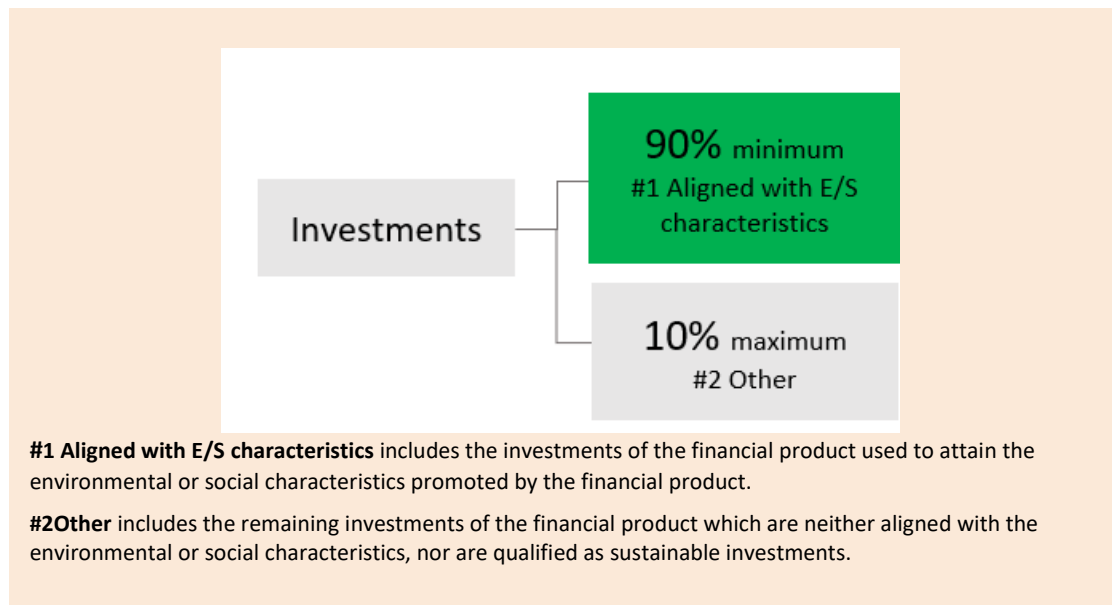 90% minimum
#1 Aligned with E/S
characteristics
Investments
10% maximum
#2 Other
#1 Aligned with E/S characteristics includes the investments of the financial product used to attain the
environmental or social characteristics promoted by the financial product.
#2Other includes the remaining investments of the financial product which are neither aligned with the
environmental or social characteristics, nor are qualified as sustainable investments.